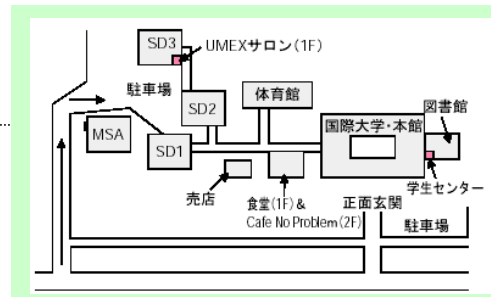 SD3
UMEXサロン(1F)
駐車場
SD2
体育館
図書館
国際大学・本館
MSA
SD1
売店
食堂(1F)&
Cafe No Problem(2F)
正面玄関
学生センター
駐車場